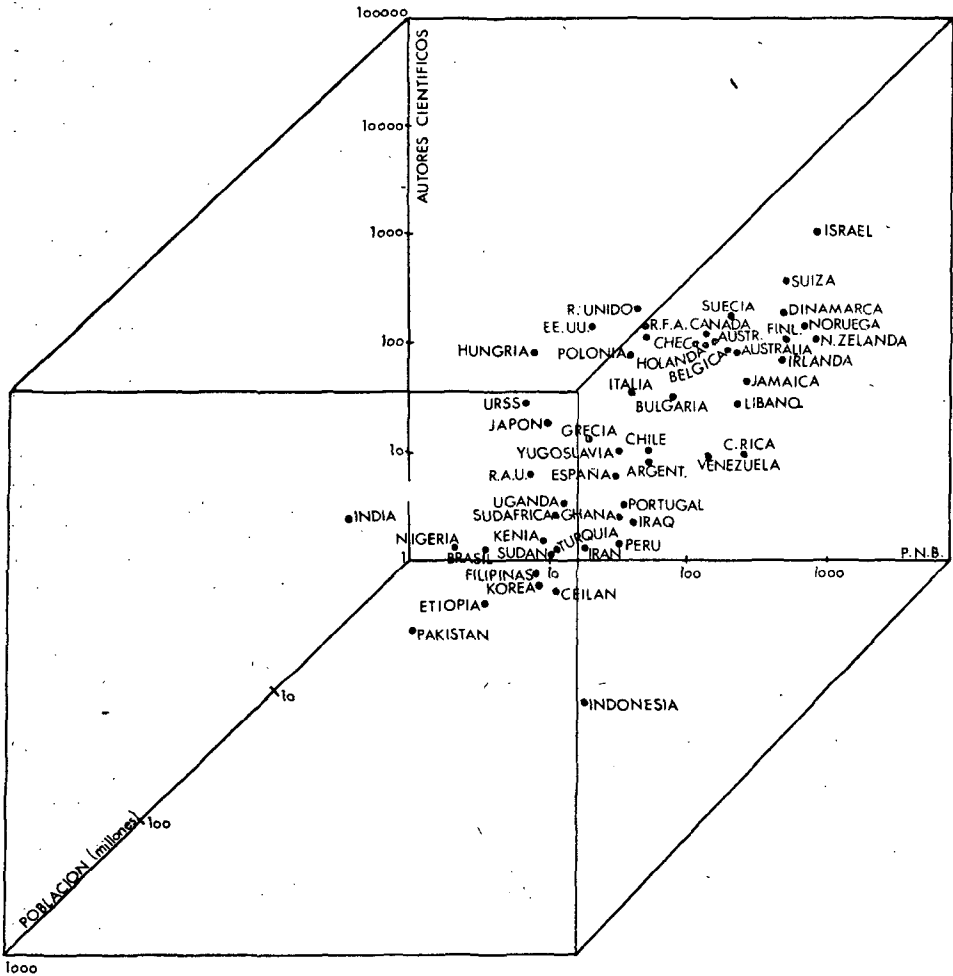 100000
AUTORES CIENTIFICOS
10000
1000
ISRAEL
SUIZA
R. UNIDO
SUECIA
DINAMARCA
EE.UU.
R.F.A.
CANADA
FINL.
NORUEGA
100
CHEC.
AUSTR.
N.ZELANDA
HUNGRIA
POLONIA
HOLANDA
BELGICA
AUSTRALIA
IRLANDA
ITALIA
JAMAICA
URSS
BULGARIA
LIBANO
JAPON
GRECIA
10
YUGOSLAVIA
CHILE
C.RICA
R.A.U.
ESPAÑA
ARGENT.
VENEZUELA
UGANDA
PORTUGAL
INDIA
SUDAFRICA
GHANA
IRAQ
NIGERIA
KENIA
TURQUIA
PERU
1
BRASIL
SUDAN
IRAN
P.N.B.
10
100
1000
FILIPINAS
KOREA
CEILAN
ETIOPIA
PAKISTAN
10
INDONESIA
100
POBLACION (millones)
1000